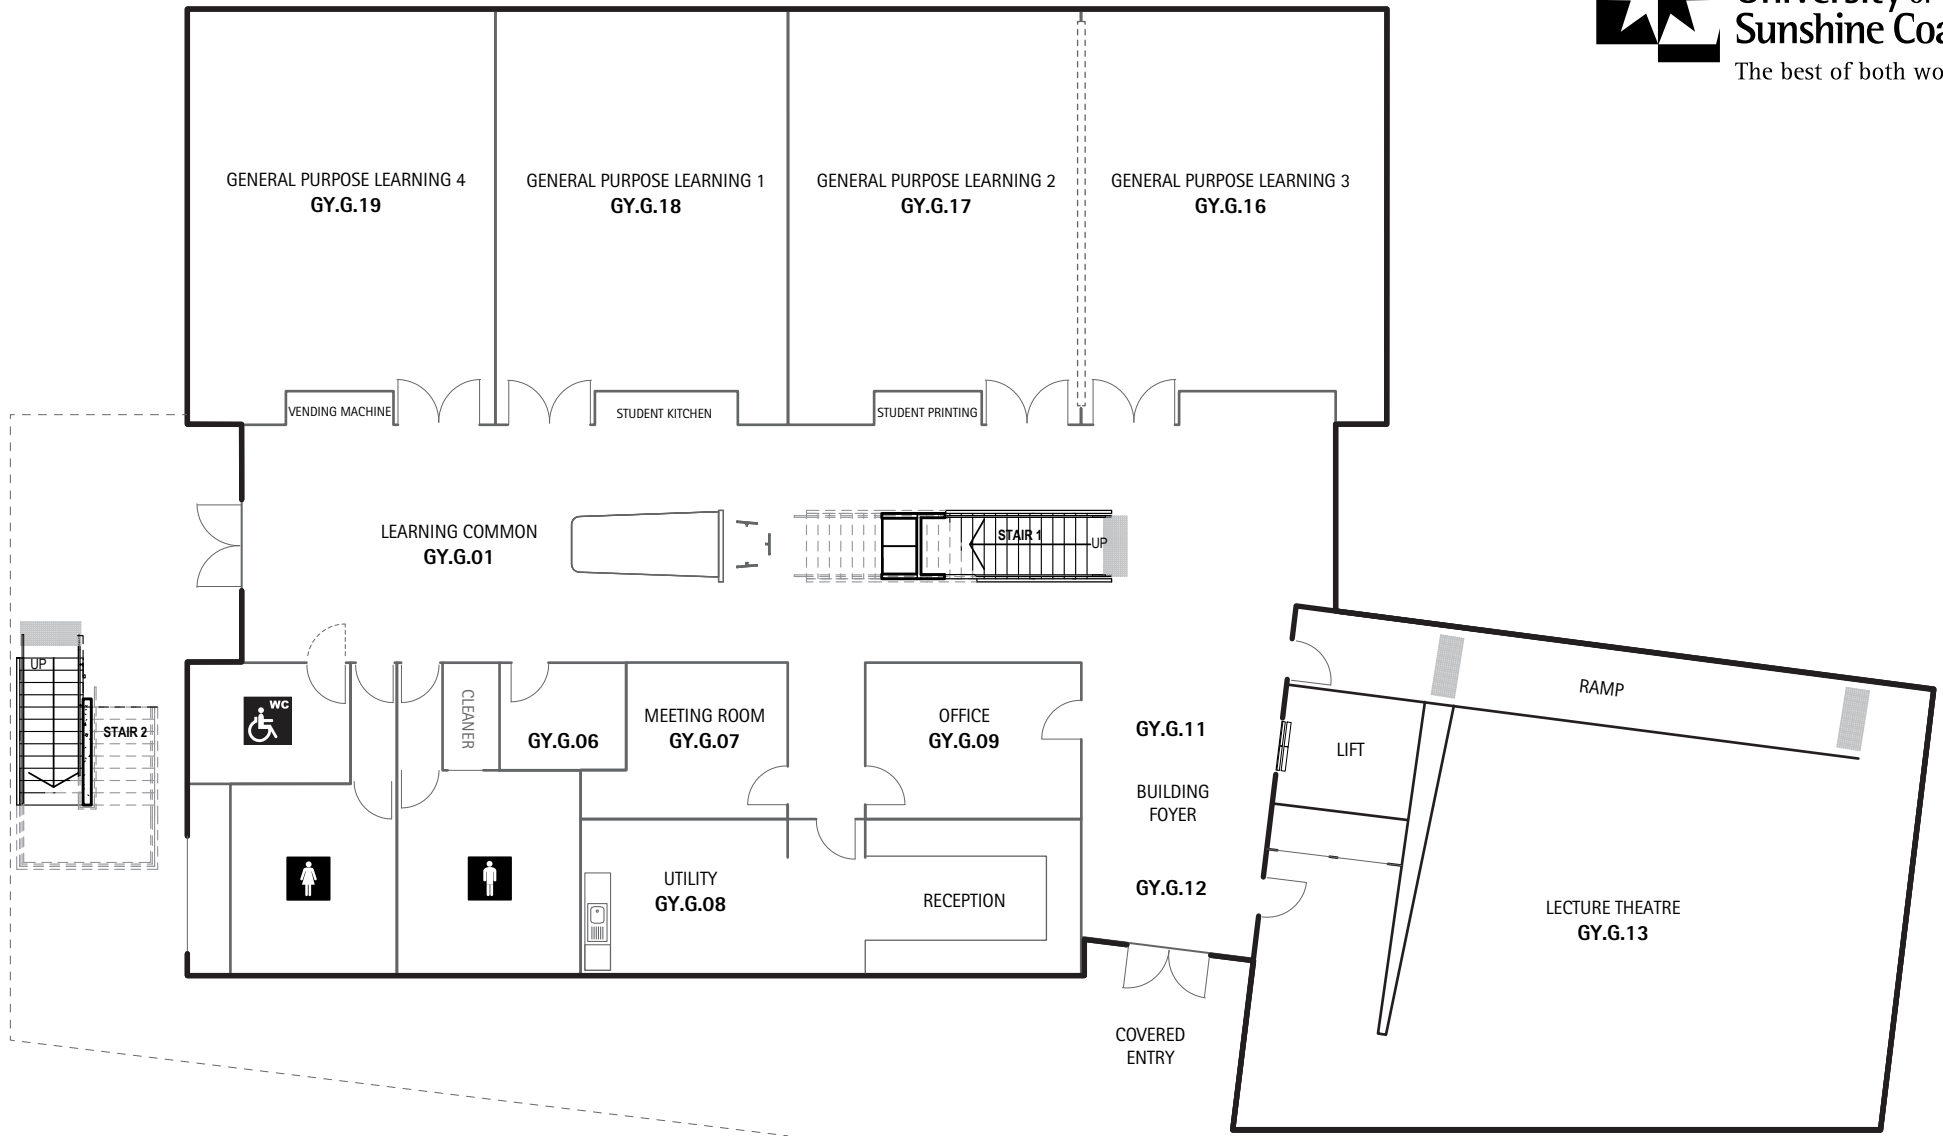 Sunshine Coa
The best of both wo
GENERAL PURPOSE LEARNING 4
GY.G.19
GENERAL PURPOSE LEARNING 1
GY.G.18
GENERAL PURPOSE LEARNING 2
GY.G.17
GENERAL PURPOSE LEARNING 3
GY.G.16
VENDING MACHINE
STUDENT KITCHEN
STUDENT PRINTING
LEARNING COMMON
GY.G.01
STAIR 1
UP
UP
STAIR 2
WC
CLEANER
GY.G.06
MEETING ROOM
GY.G.07
OFFICE
GY.G.09
GY.G.11
BUILDING
FOYER
GY.G.12
LIFT
RAMP
UTILITY
GY.G.08
RECEPTION
LECTURE THEATRE
GY.G.13
COVERED
ENTRY